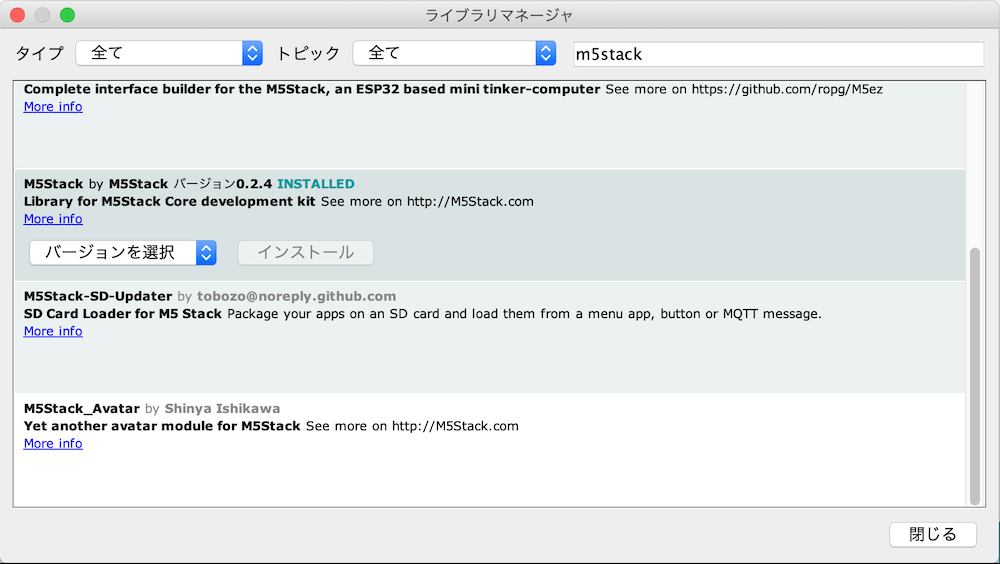 ライブラリマネージャ
タイプ 全て トピック 全て m5stack
Complete interface builder for the M5Stack, an ESP32 based mini tinker-computer See more on https://github.com/ropg/M5ez
More info
M5Stack by M5Stack バージョン0.2.4 INSTALLED
Library for M5Stack Core development kit See more on http://M5Stack.com
More info
バージョンを選択 インストール
M5Stack-SD-Updater by tobozo@noreply.github.com
SD Card Loader for M5 Stack Package your apps on an SD card and load them from a menu app, button or MQTT message.
More info
M5Stack_Avatar by Shinya Ishikawa
Yet another avatar module for M5Stack See more on http://M5Stack.com
More info
閉じる